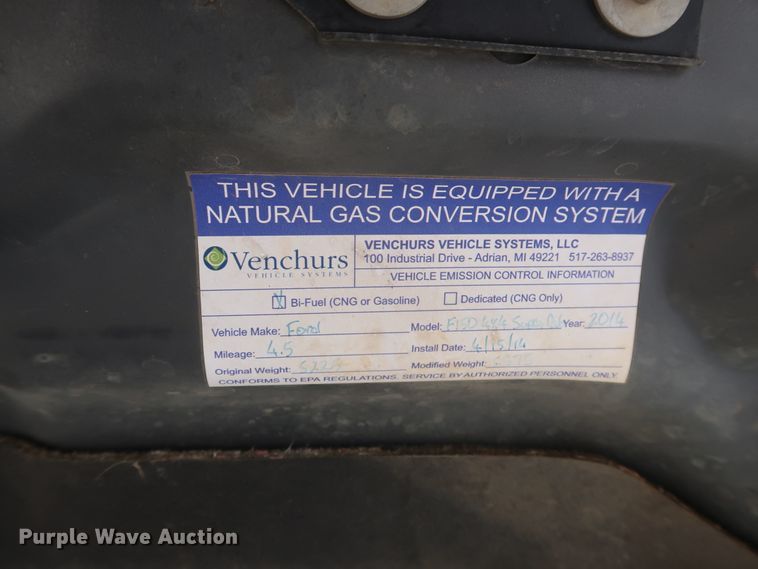 THIS VEHICLE IS EQUIPPED WITH A
NATURAL GAS CONVERSION SYSTEM
Venchurs
VEHICLE SYSTEMS
VENCHURS VEHICLE SYSTEMS, LLC
100 Industrial Drive - Adrian, MI 49221 517-263-8937
VEHICLE EMISSION CONTROL INFORMATION
Bi-Fuel (CNG or Gasoline) Dedicated (CNG Only)
Vehicle Make: Ford Model: F150 4x4 Super Year: 2014
Mileage: 4.5 Install Date: 4/15/14
Original Weight: Modified Weight:
CONFORMS TO EPA REGULATIONS. SERVICE BY AUTHORIZED PERSONNEL ONLY.
Purple Wave Auction